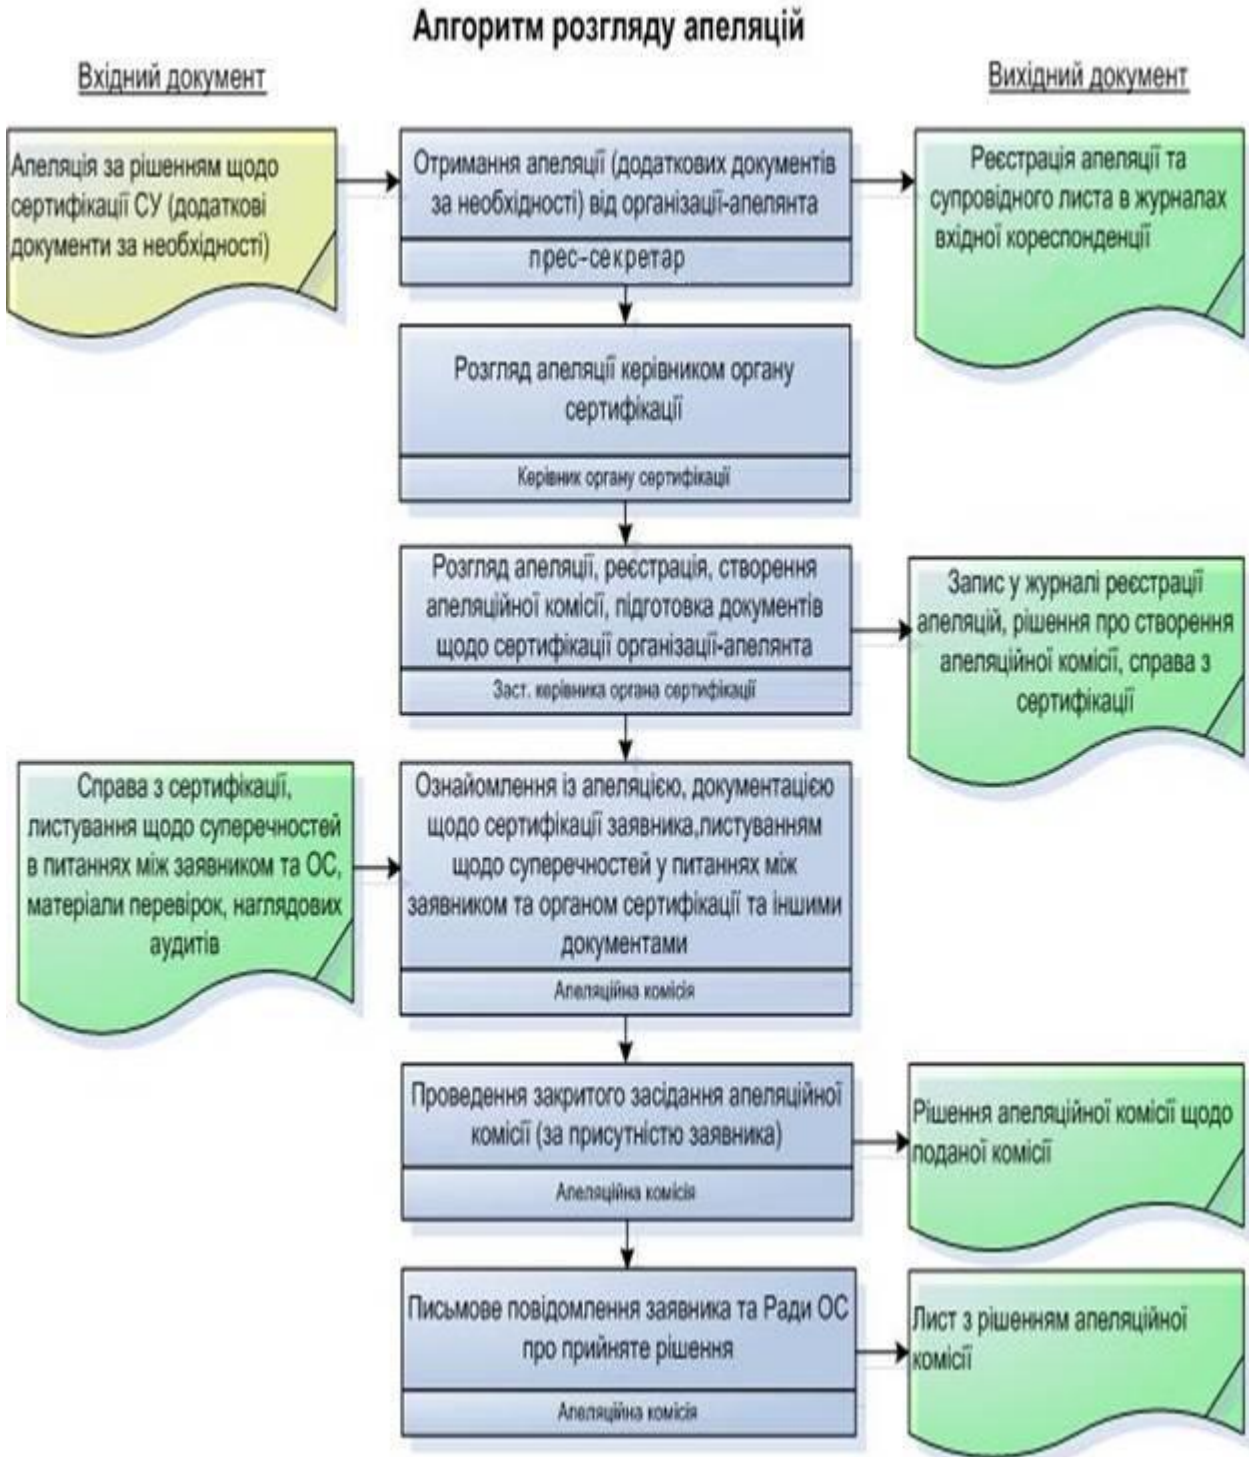 Алгоритм розгляду апеляцій
Вхідний документ
Вихідний документ
Апеляція за рішенням щодо
сертифікації СУ (додаткові
документи за необхідності)
Отримання апеляції (додаткових документів
за необхідності) від організації-апелянта
прес-секретар
Реєстрація апеляції та
супровідного листа в журналах
вхідної кореспонденції
Розгляд апеляції керівником органу
сертифікації
Керівник органу сертифікації
Розгляд апеляції, реєстрація, створення
апеляційної комісії, підготовка документів
щодо сертифікації організації-апелянта
Заст. керівника органа сертифікації
Запис у журналі реєстрації
апеляцій, рішення про створення
апеляційної комісії, справа з
сертифікації
Справа з сертифікації,
листування щодо суперечностей
в питаннях між заявником та ОС,
матеріали перевірок, наглядових
аудитів
Ознайомлення із апеляцією, документацією
щодо сертифікації заявника,листуванням
щодо суперечностей у питаннях між
заявником та органом сертифікації та іншими
документами
Апеляційна комісія
Проведення закритого засідання апеляційної
комісії (за присутністю заявника)
Апеляційна комісія
Рішення апеляційної комісії щодо
поданої комісії
Письмове повідомлення заявника та Ради ОС
про прийняте рішення
Апеляційна комісія
Лист з рішенням апеляційної
комісії